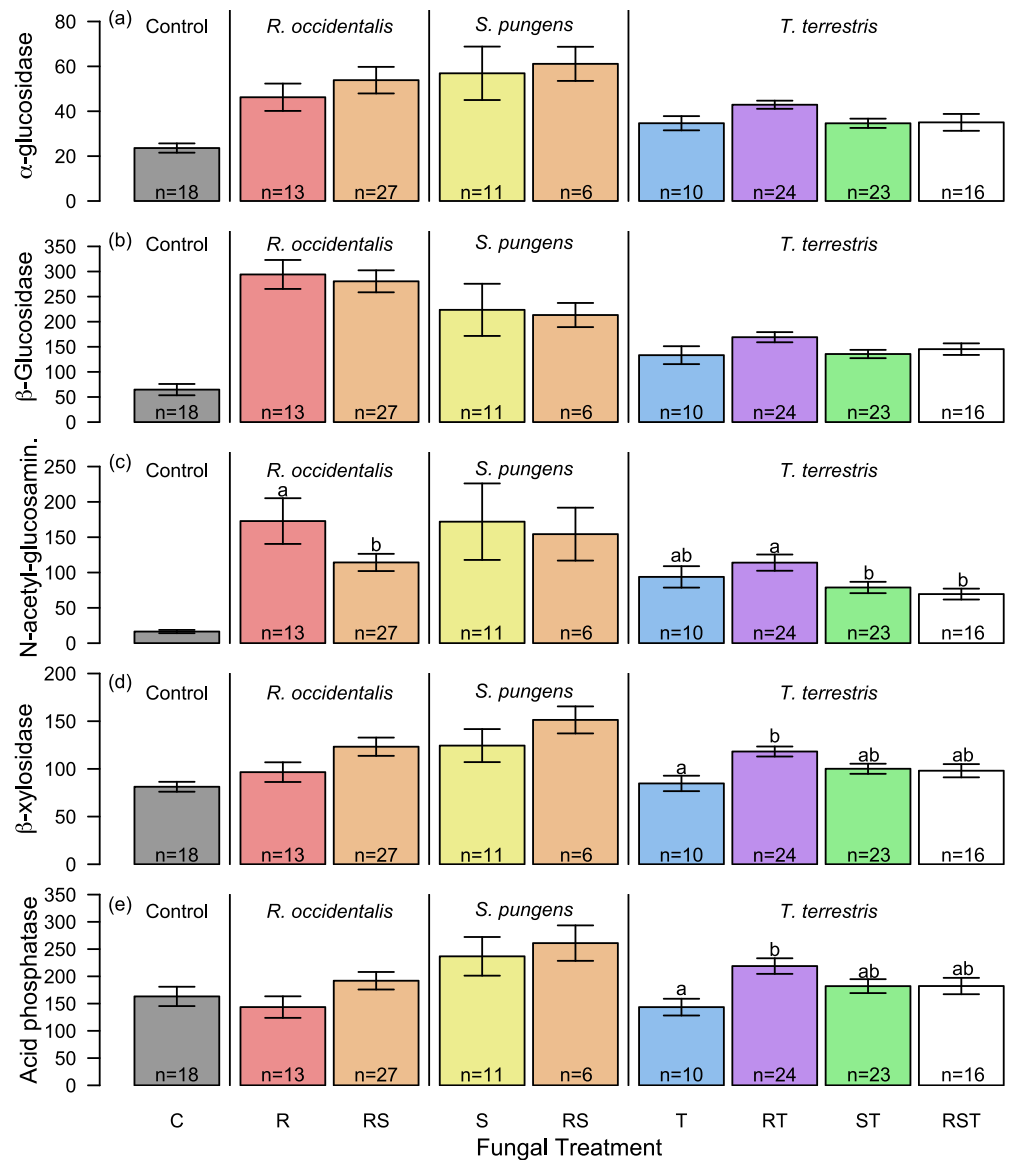 (a) Control R. occidentalis S. pungens T. terrestris
α-glucosidase
80
60
40
20
0
n=18 n=13 n=27 n=11 n=6 n=10 n=24 n=23 n=16
(b) Control R. occidentalis S. pungens T. terrestris
β-Glucosidase
350
300
250
200
150
100
50
0
n=18 n=13 n=27 n=11 n=6 n=10 n=24 n=23 n=16
(c) Control R. occidentalis S. pungens T. terrestris
N-acetyl-glucosamin.
250
200
150
100
50
0
a b ab a b b
n=13 n=27 n=11 n=6 n=10 n=24 n=23 n=16
(d) Control R. occidentalis S. pungens T. terrestris
β-xylosidase
200
150
100
50
0
a b ab ab
n=18 n=13 n=27 n=11 n=6 n=10 n=24 n=23 n=16
(e) Control R. occidentalis S. pungens T. terrestris
Acid phosphatase
350
300
250
200
150
100
50
0
a b ab ab
n=18 n=13 n=27 n=11 n=6 n=10 n=24 n=23 n=16
C R RS S RS T RT ST RST
Fungal Treatment